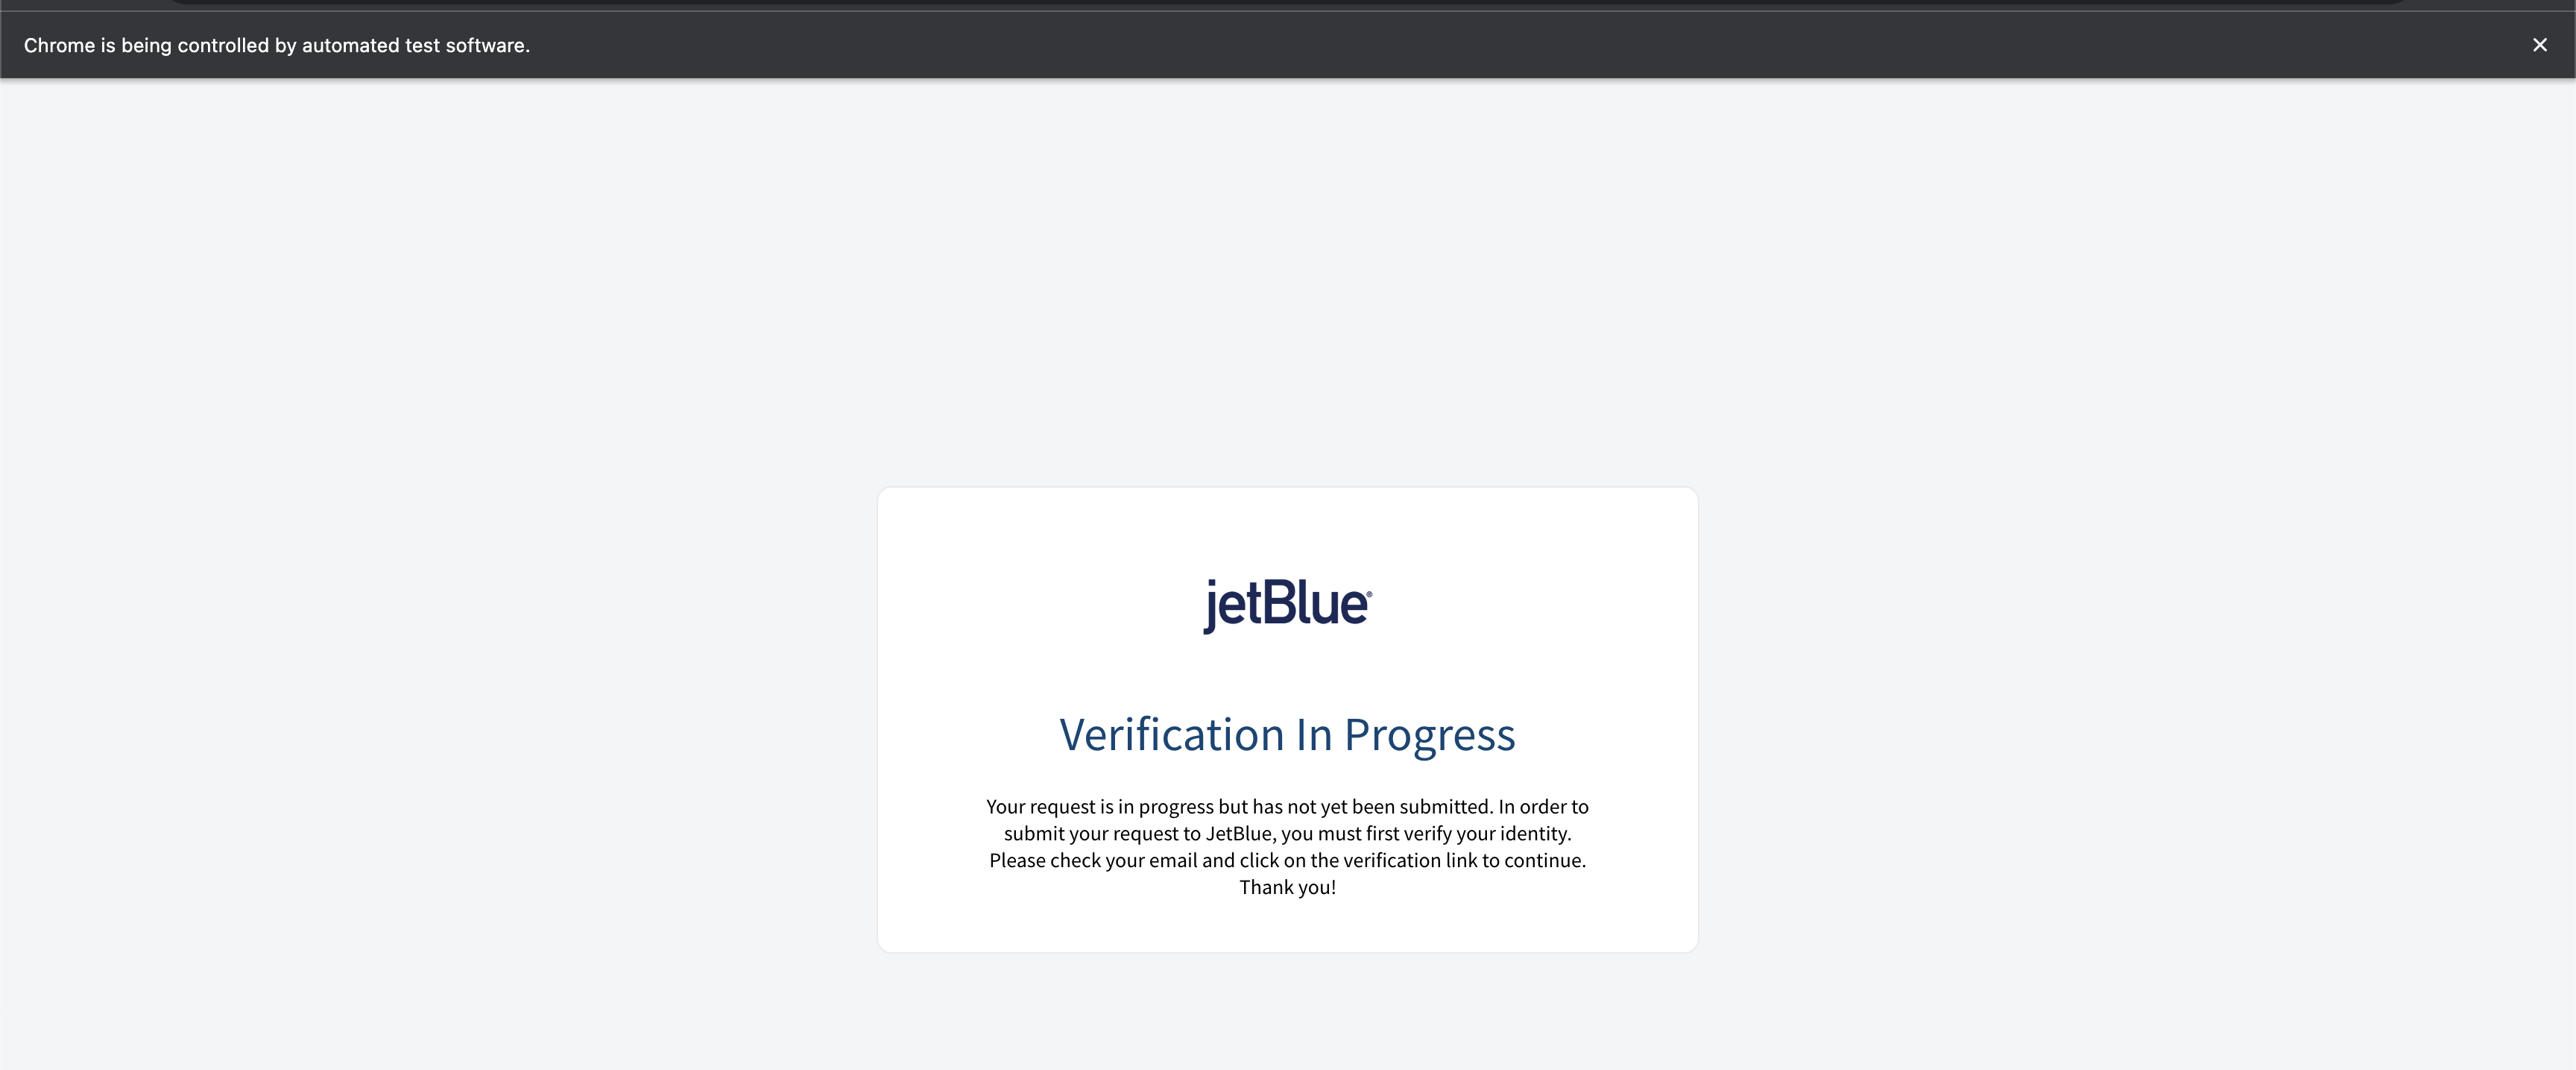 Chrome is being controlled by automated test software.
jetBlue®
Verification In Progress
Your request is in progress but has not yet been submitted. In order to
submit your request to JetBlue, you must first verify your identity.
Please check your email and click on the verification link to continue.
Thank you!